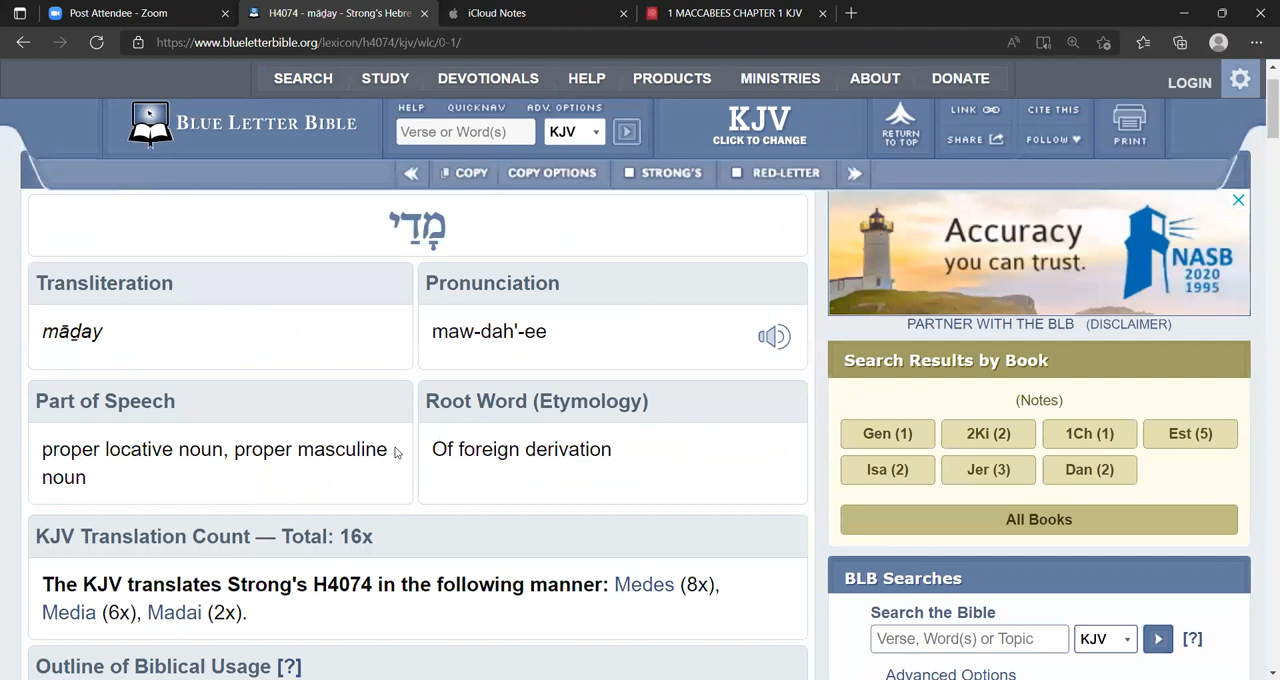 Post Attendee - Zoom
H4074 - māḏay - Strong's Hebre
iCloud Notes
1 MACCABEES CHAPTER 1 KJV
https://www.blueletterbible.org/lexicon/h4074/kjv/wlc/0-1/
SEARCH STUDY DEVOTIONALS HELP PRODUCTS MINISTRIES ABOUT DONATE
LOGIN
BLUE LETTER BIBLE
HELP QUICKNAV ADV. OPTIONS
Verse or Word(s) KJV
KJV
CLICK TO CHANGE
RETURN
TO TOP
LINK CITE THIS
SHARE FOLLOW
PRINT
COPY COPY OPTIONS STRONG'S RED-LETTER
מָדַי
Transliteration
māḏay
Pronunciation
maw-dah'-ee
Part of Speech
proper locative noun, proper masculine
noun
Root Word (Etymology)
Of foreign derivation
KJV Translation Count — Total: 16x
The KJV translates Strong's H4074 in the following manner: Medes (8x),
Media (6x), Madai (2x).
Outline of Biblical Usage [?]
Accuracy
you can trust.
NASB
2020
1995
PARTNER WITH THE BLB (DISCLAIMER)
Search Results by Book
(Notes)
Gen (1) 2Ki (2) 1Ch (1) Est (5)
Isa (2) Jer (3) Dan (2)
All Books
BLB Searches
Search the Bible
Verse, Word(s) or Topic KJV [?]
Advanced Options